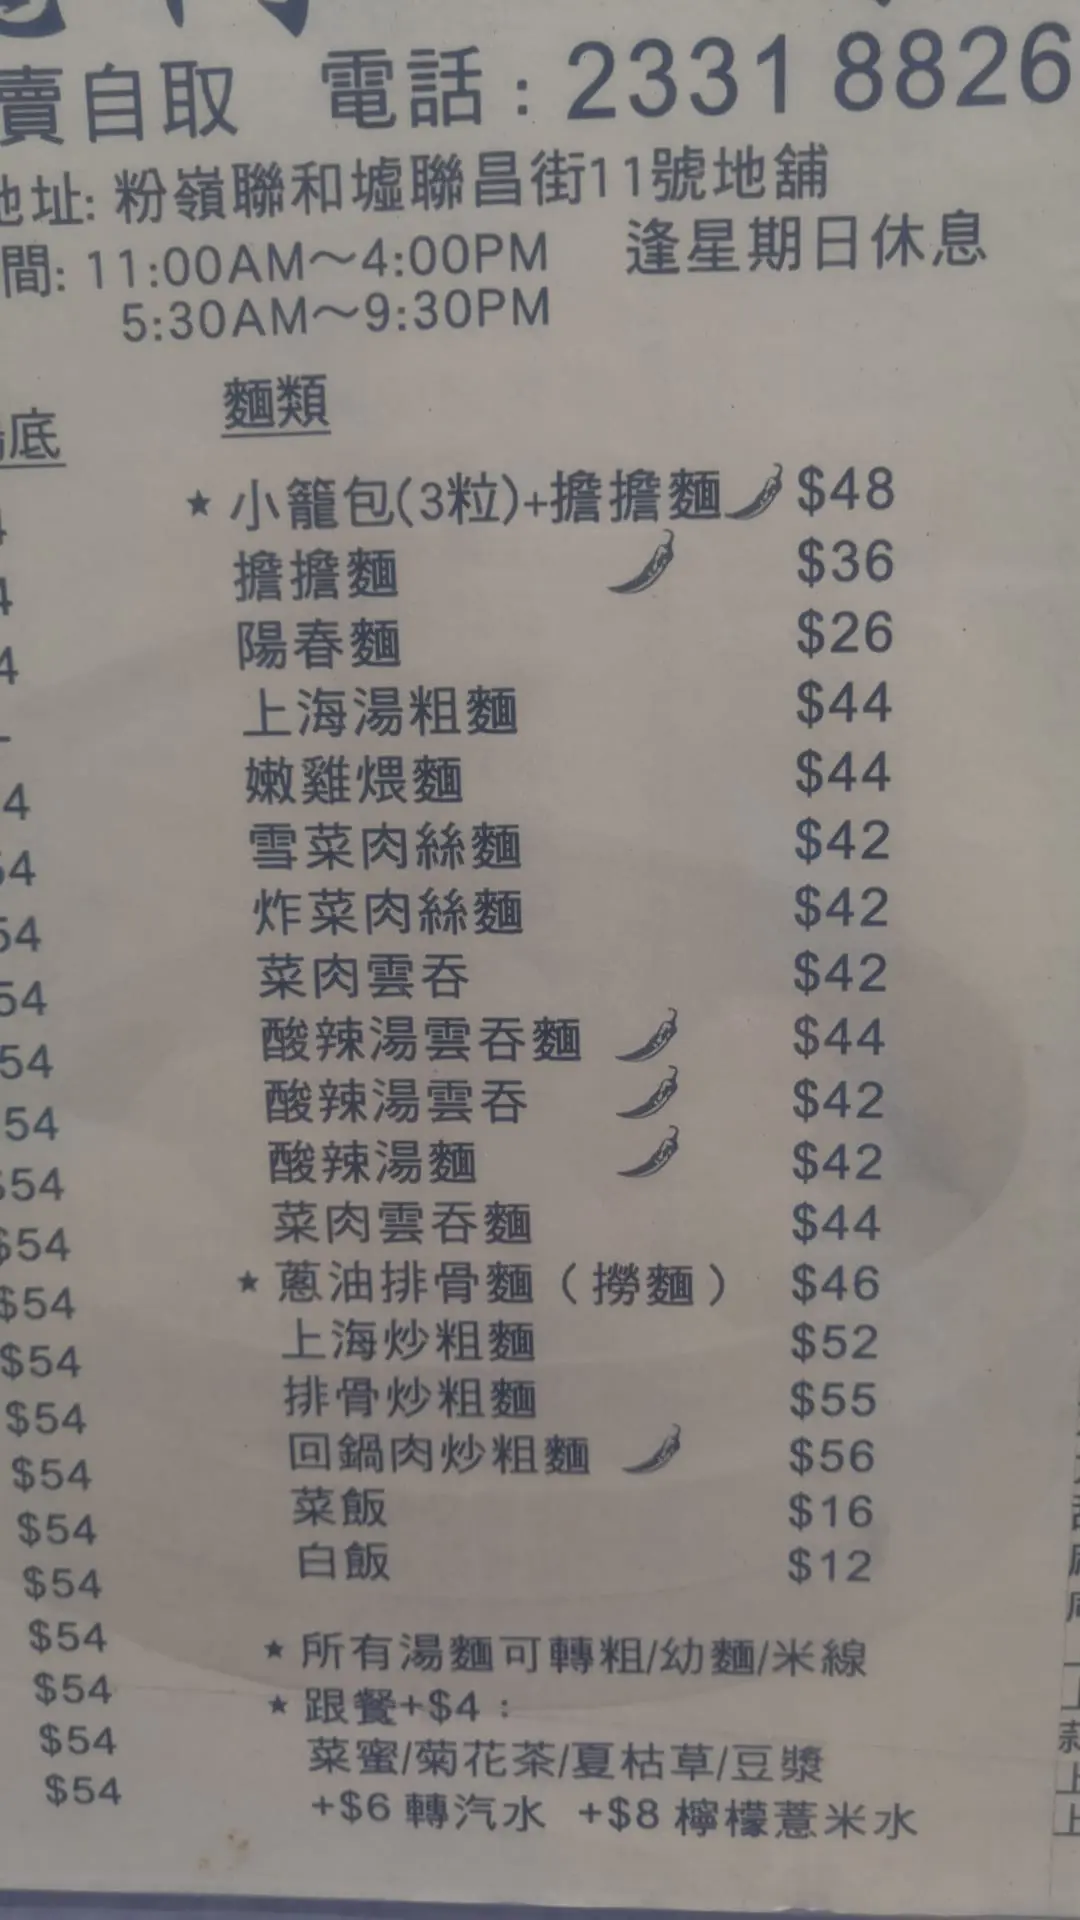 賣自取 電話 : 2331 8826
地址: 粉嶺聯和墟聯昌街11號地舖
間: 11:00AM～4:00PM 逢星期日休息
5:30AM～9:30PM
湯底
麵類
★ 小籠包(3粒)+擔擔麵 $48
擔擔麵 $36
陽春麵 $26
上海湯粗麵 $44
嫩雞煨麵 $44
雪菜肉絲麵 $42
炸菜肉絲麵 $42
菜肉雲吞 $42
酸辣湯雲吞麵 $44
酸辣湯雲吞 $42
酸辣湯麵 $42
菜肉雲吞麵 $44
★ 蔥油排骨麵（撈麵） $46
上海炒粗麵 $52
排骨炒粗麵 $55
回鍋肉炒粗麵 $56
菜飯 $16
白飯 $12
★ 所有湯麵可轉粗/幼麵/米線
★ 跟餐+$4：
菜蜜/菊花茶/夏枯草/豆漿
+$6 轉汽水 +$8 檸檬薏米水
4
4
4
4
54
54
54
54
54
$54
$54
$54
$54
$54
$54
$54
$54
$54
$54
$54
$54